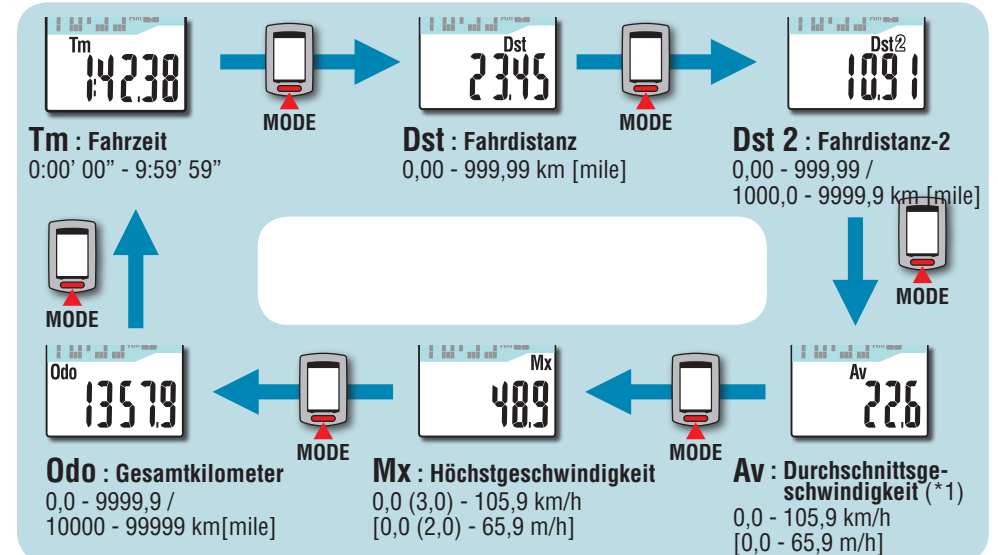 Tm
1:42.38
MODE
Dst
23.45
MODE
Dst2
10.91
Tm : Fahrzeit
0:00’ 00” - 9:59’ 59”
Dst : Fahrdistanz
0,00 - 999,99 km [mile]
Dst 2 : Fahrdistanz-2
0,00 - 999,99 /
1000,0 - 9999,9 km [mile]
MODE
MODE
Odo
1357.9
MODE
Mx
48.9
MODE
Av
22.6
Odo : Gesamtkilometer
0,0 - 9999,9 /
10000 - 99999 km[mile]
Mx : Höchstgeschwindigkeit
0,0 (3,0) - 105,9 km/h
[0,0 (2,0) - 65,9 m/h]
Av : Durchschnittsge-
schwindigkeit (*1)
0,0 - 105,9 km/h
[0,0 - 65,9 m/h]